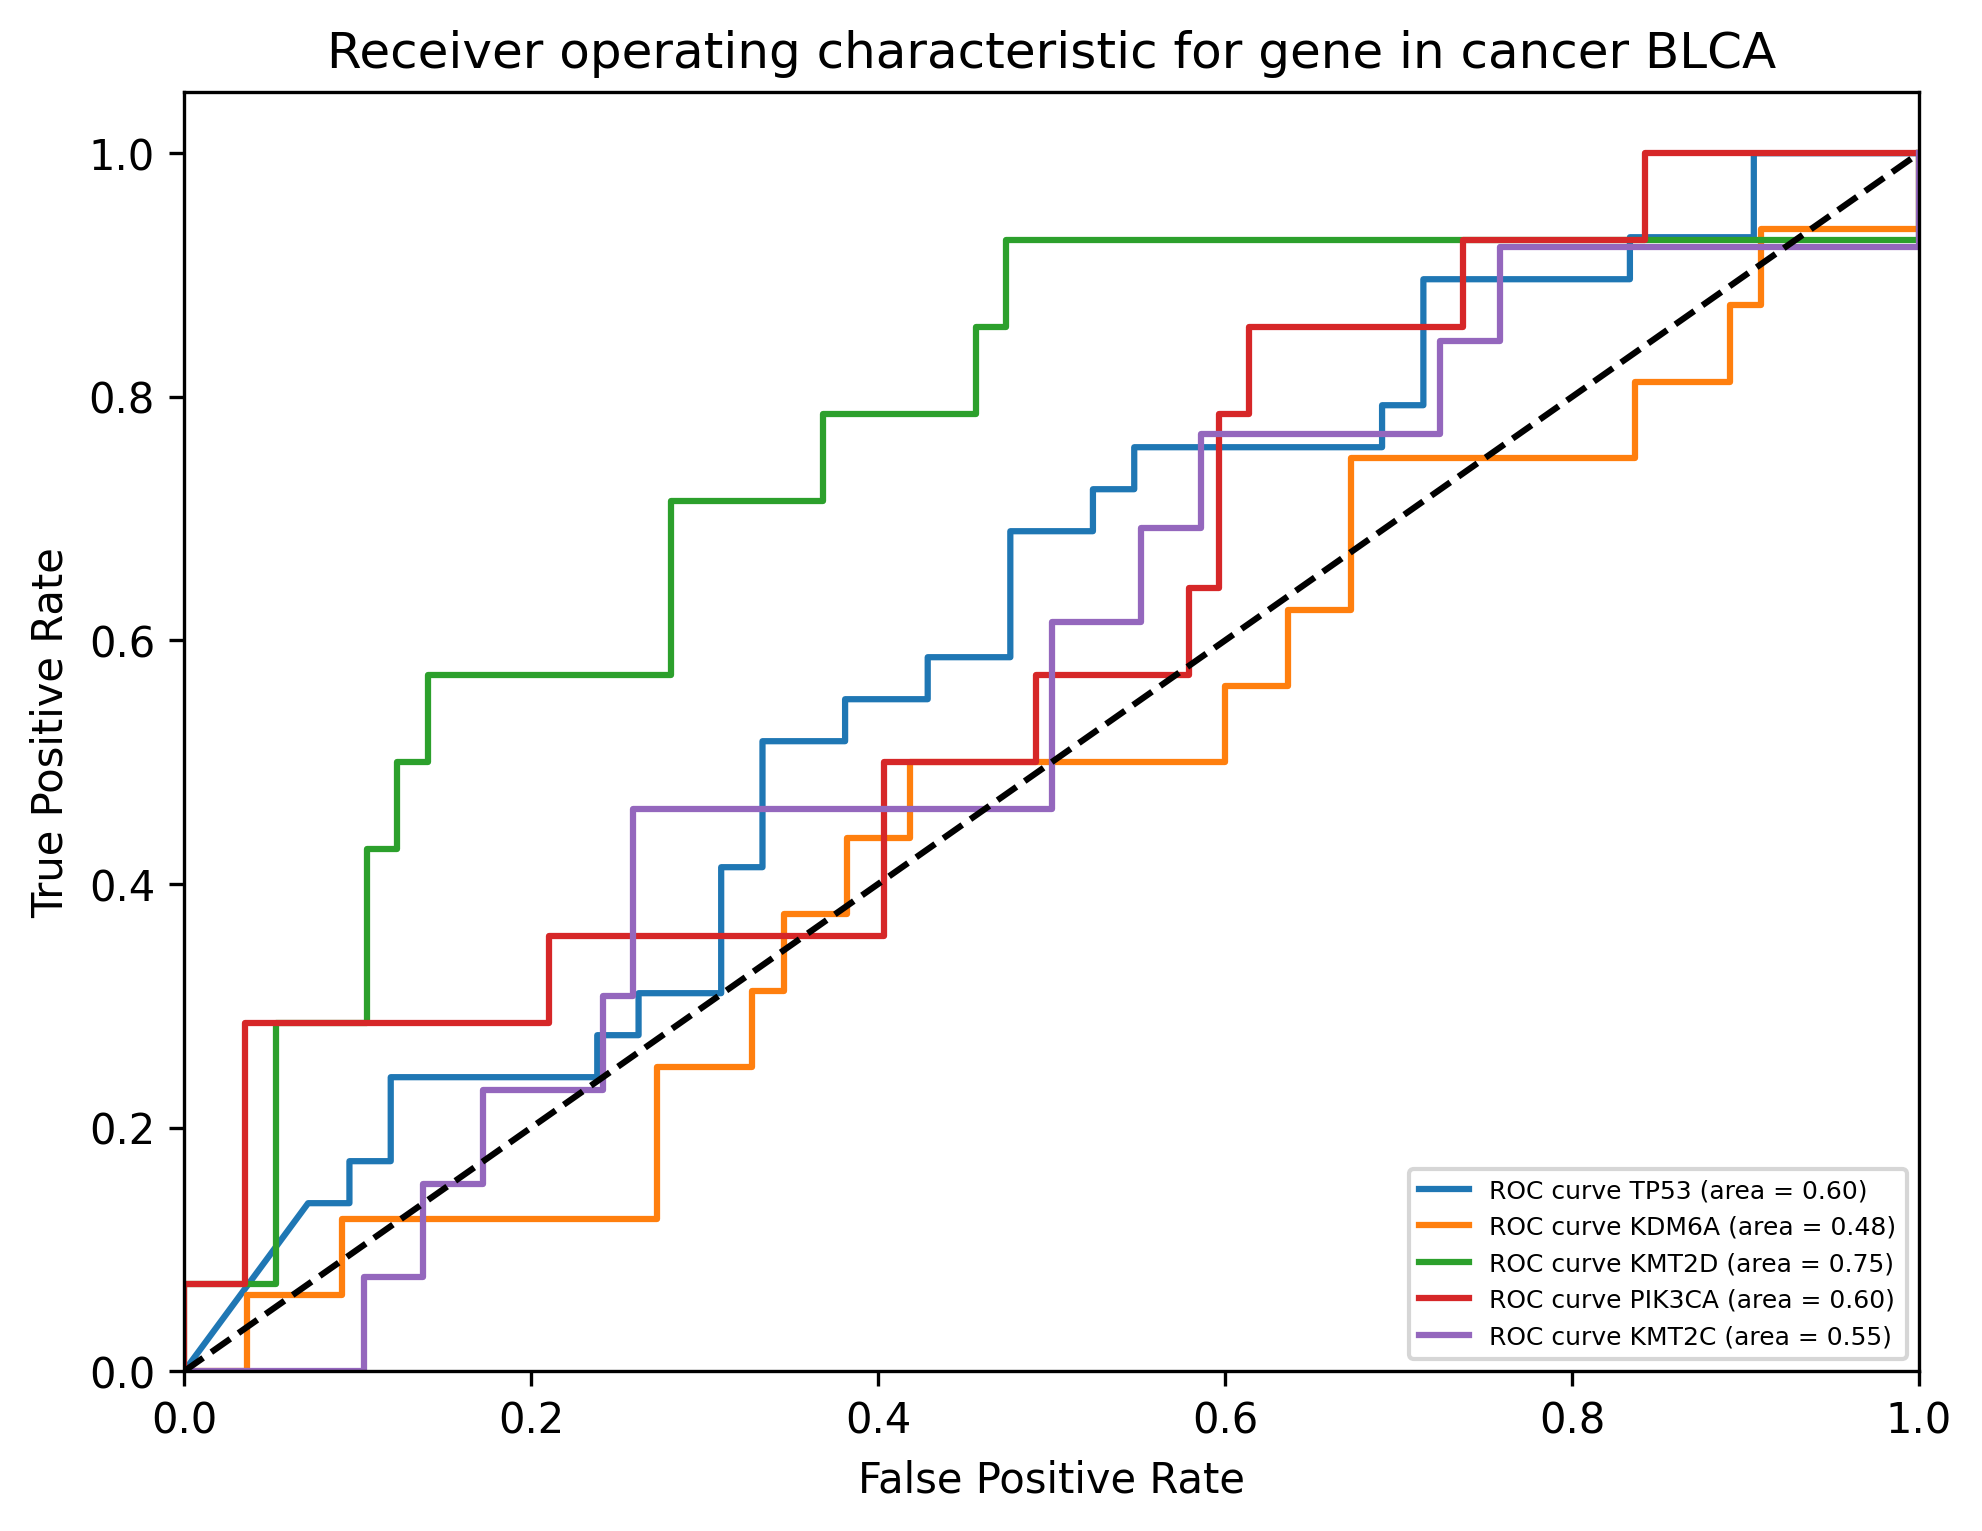 Receiver operating characteristic for gene in cancer BLCA
1.0
0.8
0.6
0.4
0.2
0.0
True Positive Rate
ROC curve TP53 (area = 0.60)
ROC curve KDM6A (area = 0.48)
ROC curve KMT2D (area = 0.75)
ROC curve PIK3CA (area = 0.60)
ROC curve KMT2C (area = 0.55)
0.0 0.2 0.4 0.6 0.8 1.0
False Positive Rate